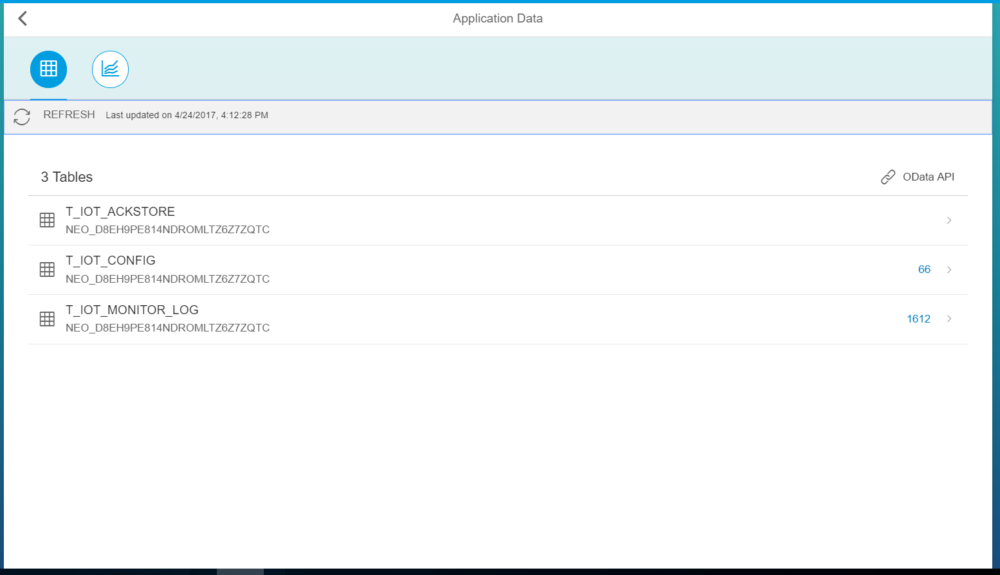 Application Data
REFRESH Last updated on 4/24/2017, 4:12:28 PM
3 Tables
OData API
T_IOT_ACKSTORE
NEO_D8EH9PE814NDROMLTZ6Z7ZQTC
T_IOT_CONFIG
NEO_D8EH9PE814NDROMLTZ6Z7ZQTC
66
T_IOT_MONITOR_LOG
NEO_D8EH9PE814NDROMLTZ6Z7ZQTC
1612